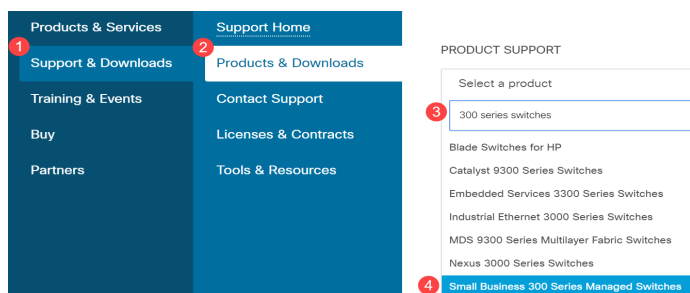 Products & Services
1
Support & Downloads
Training & Events
Buy
Partners
Support Home
2
Products & Downloads
Contact Support
Licenses & Contracts
Tools & Resources
PRODUCT SUPPORT
Select a product
3
300 series switches
Blade Switches for HP
Catalyst 9300 Series Switches
Embedded Services 3300 Series Switches
Industrial Ethernet 3000 Series Switches
MDS 9300 Series Multilayer Fabric Switches
Nexus 3000 Series Switches
4
Small Business 300 Series Managed Switches